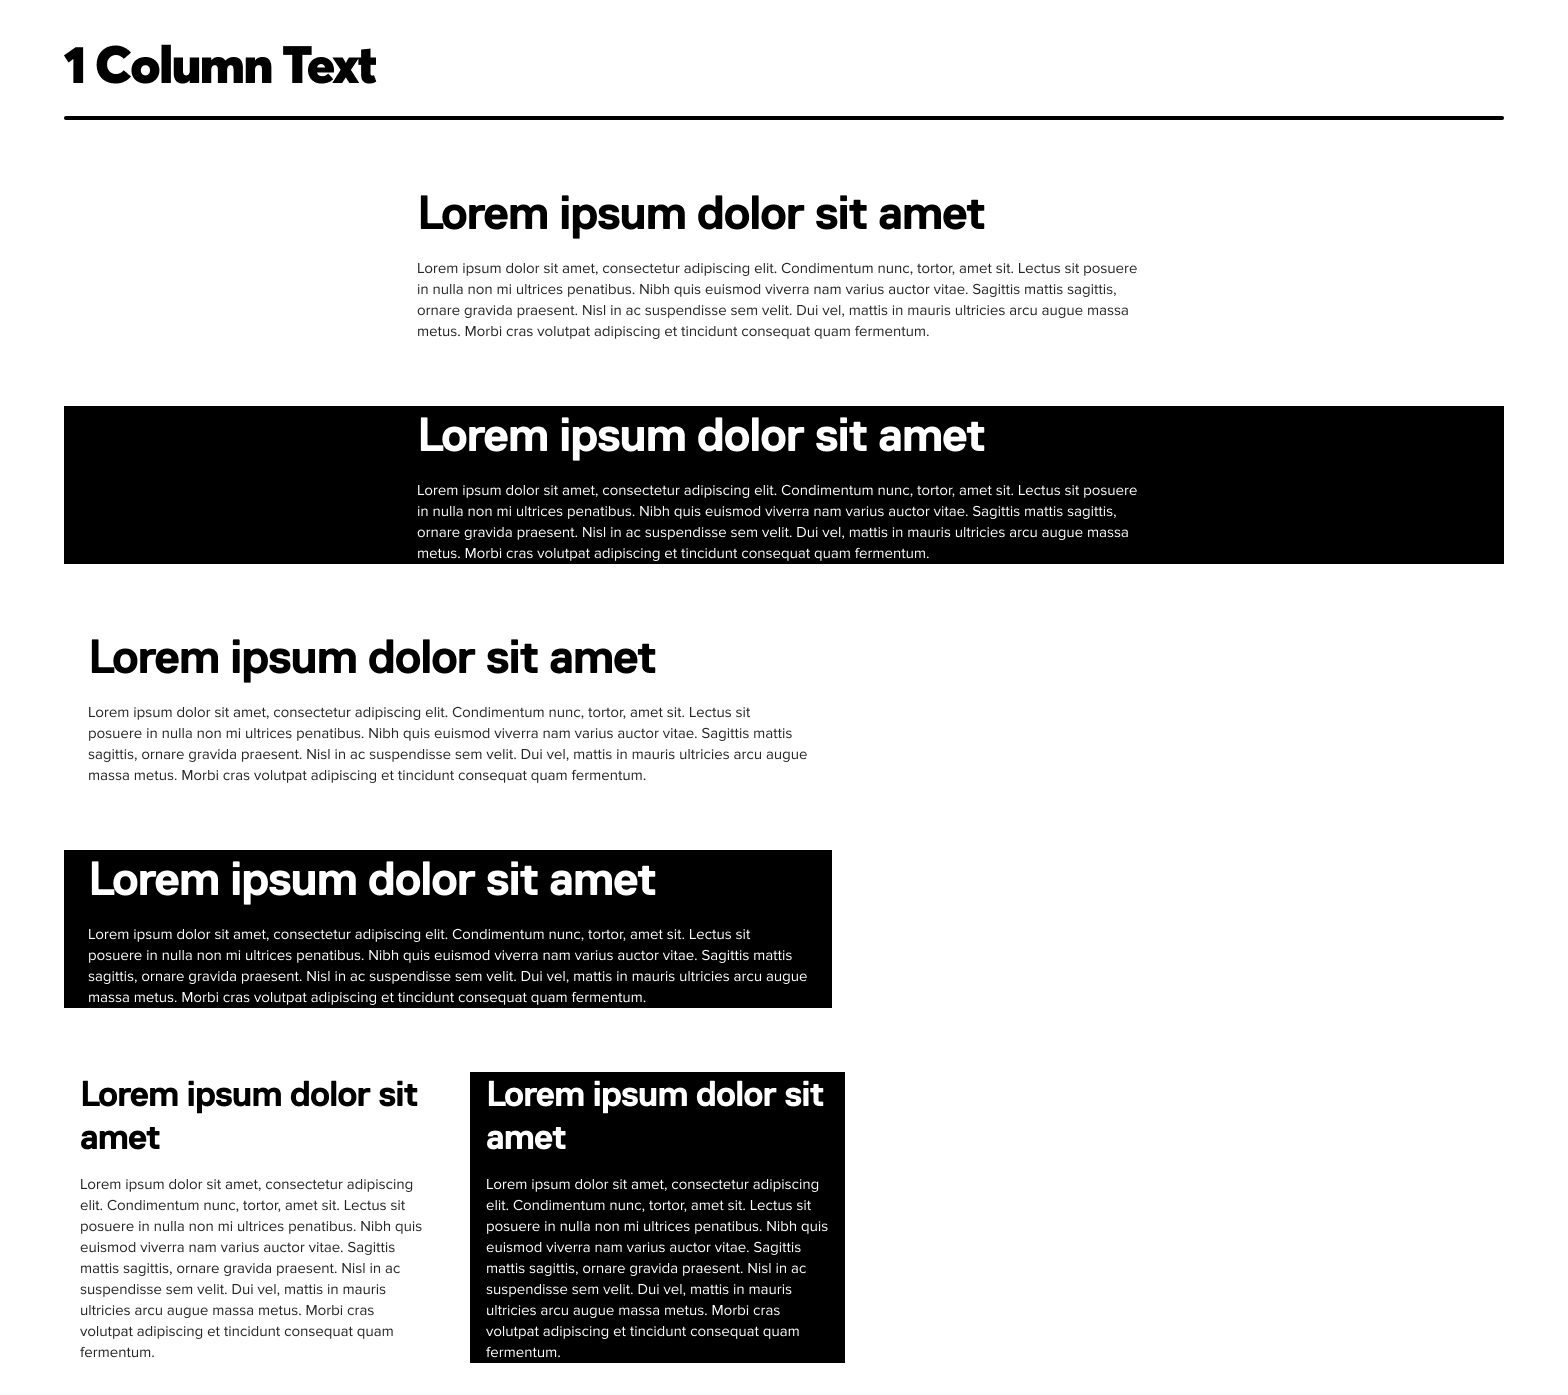 1 Column Text
Lorem ipsum dolor sit amet
Lorem ipsum dolor sit amet, consectetur adipiscing elit. Condimentum nunc, tortor, amet sit. Lectus sit posuere
in nulla non mi ultrices penatibus. Nibh quis euismod viverra nam varius auctor vitae. Sagittis mattis sagittis,
ornare gravida praesent. Nisl in ac suspendisse sem velit. Dui vel, mattis in mauris ultricies arcu augue massa
metus. Morbi cras volutpat adipiscing et tincidunt consequat quam fermentum.
Lorem ipsum dolor sit amet
Lorem ipsum dolor sit amet, consectetur adipiscing elit. Condimentum nunc, tortor, amet sit. Lectus sit posuere
in nulla non mi ultrices penatibus. Nibh quis euismod viverra nam varius auctor vitae. Sagittis mattis sagittis,
ornare gravida praesent. Nisl in ac suspendisse sem velit. Dui vel, mattis in mauris ultricies arcu augue massa
metus. Morbi cras volutpat adipiscing et tincidunt consequat quam fermentum.
Lorem ipsum dolor sit amet
Lorem ipsum dolor sit amet, consectetur adipiscing elit. Condimentum nunc, tortor, amet sit. Lectus sit
posuere in nulla non mi ultrices penatibus. Nibh quis euismod viverra nam varius auctor vitae. Sagittis mattis
sagittis, ornare gravida praesent. Nisl in ac suspendisse sem velit. Dui vel, mattis in mauris ultricies arcu augue
massa metus. Morbi cras volutpat adipiscing et tincidunt consequat quam fermentum.
Lorem ipsum dolor sit amet
Lorem ipsum dolor sit amet, consectetur adipiscing elit. Condimentum nunc, tortor, amet sit. Lectus sit
posuere in nulla non mi ultrices penatibus. Nibh quis euismod viverra nam varius auctor vitae. Sagittis mattis
sagittis, ornare gravida praesent. Nisl in ac suspendisse sem velit. Dui vel, mattis in mauris ultricies arcu augue
massa metus. Morbi cras volutpat adipiscing et tincidunt consequat quam fermentum.
Lorem ipsum dolor sit
amet
Lorem ipsum dolor sit amet, consectetur adipiscing
elit. Condimentum nunc, tortor, amet sit. Lectus sit
posuere in nulla non mi ultrices penatibus. Nibh quis
euismod viverra nam varius auctor vitae. Sagittis
mattis sagittis, ornare gravida praesent. Nisl in ac
suspendisse sem velit. Dui vel, mattis in mauris
ultricies arcu augue massa metus. Morbi cras
volutpat adipiscing et tincidunt consequat quam
fermentum.
Lorem ipsum dolor sit
amet
Lorem ipsum dolor sit amet, consectetur adipiscing
elit. Condimentum nunc, tortor, amet sit. Lectus sit
posuere in nulla non mi ultrices penatibus. Nibh quis
euismod viverra nam varius auctor vitae. Sagittis
mattis sagittis, ornare gravida praesent. Nisl in ac
suspendisse sem velit. Dui vel, mattis in mauris
ultricies arcu augue massa metus. Morbi cras
volutpat adipiscing et tincidunt consequat quam
fermentum.